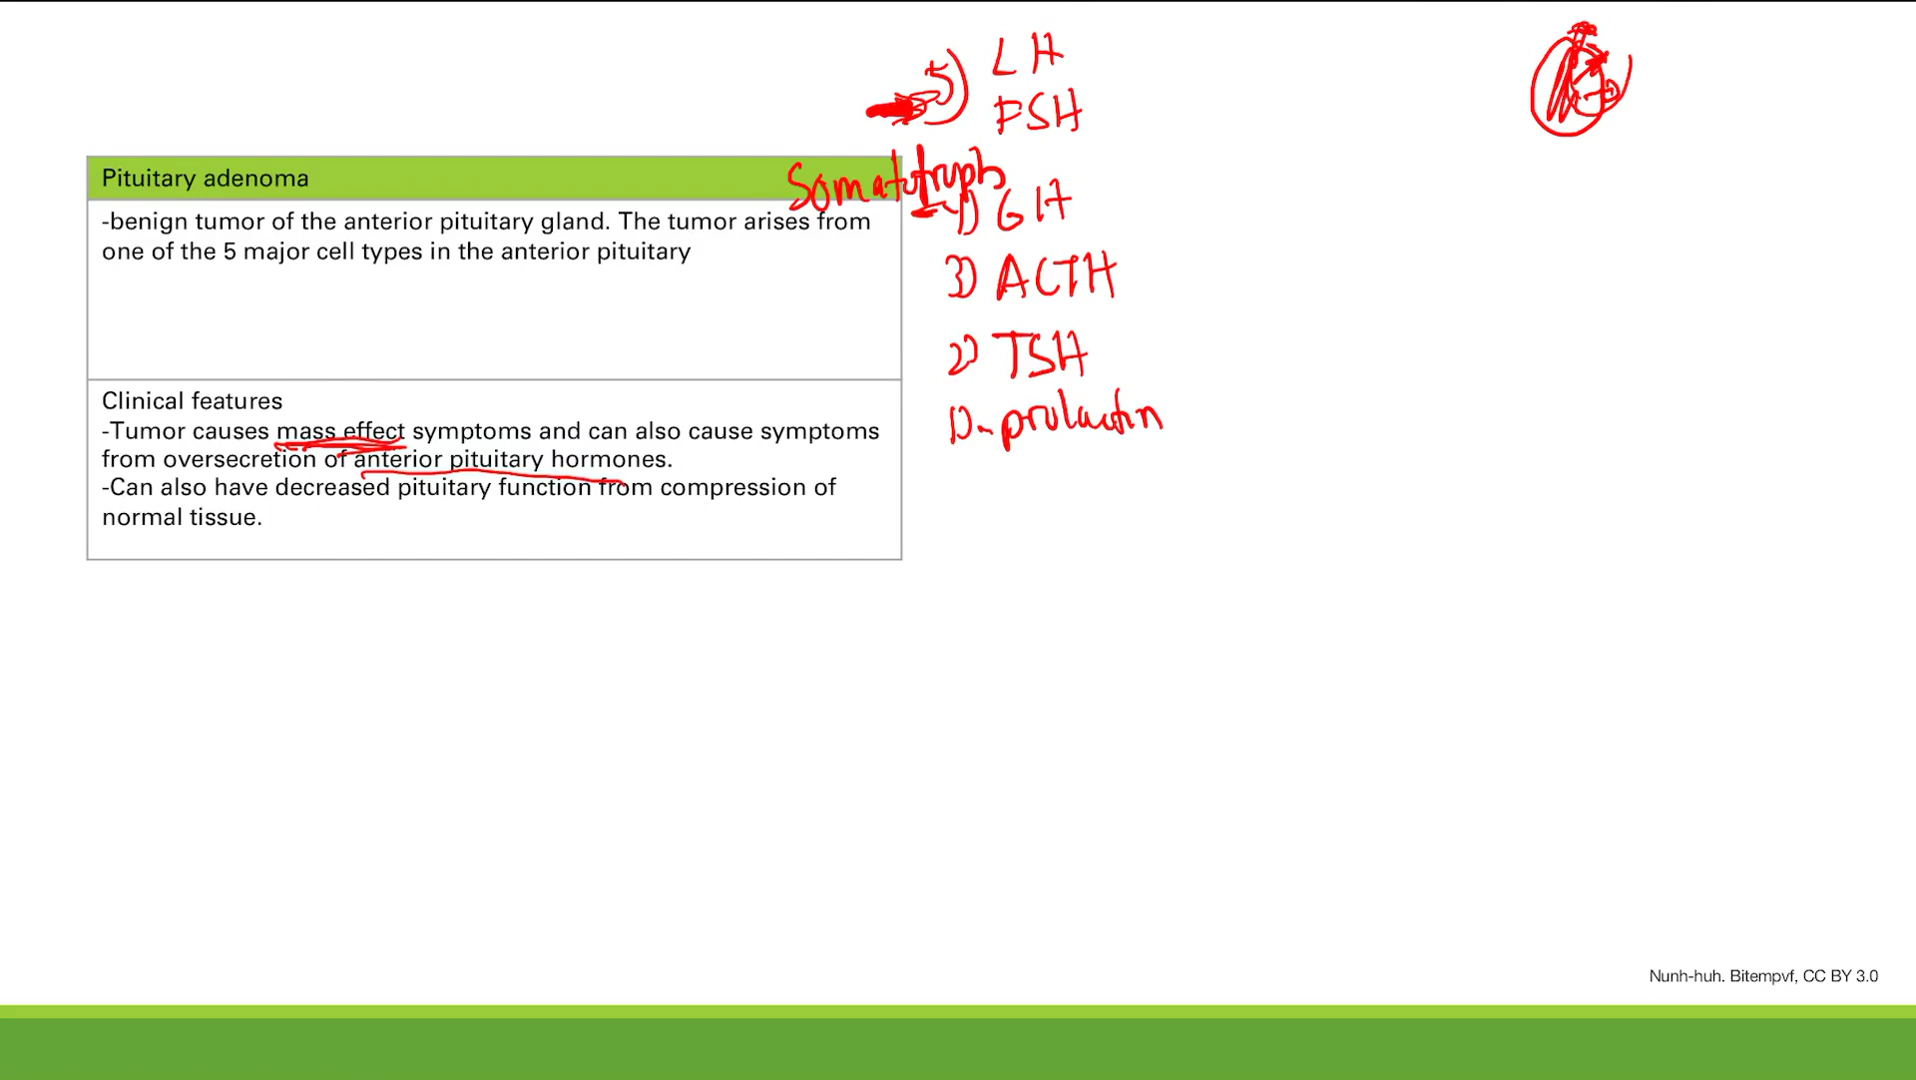 5) LH
FSH
Pituitary adenoma
Somatotroph
-benign tumor of the anterior pituitary gland. The tumor arises from
one of the 5 major cell types in the anterior pituitary
GH
3) ACTH
2) TSH
1) - prolactin
Clinical features
-Tumor causes mass effect symptoms and can also cause symptoms
from oversecretion of anterior pituitary hormones.
-Can also have decreased pituitary function from compression of
normal tissue.
Nunh-huh. Bitempvf, CC BY 3.0